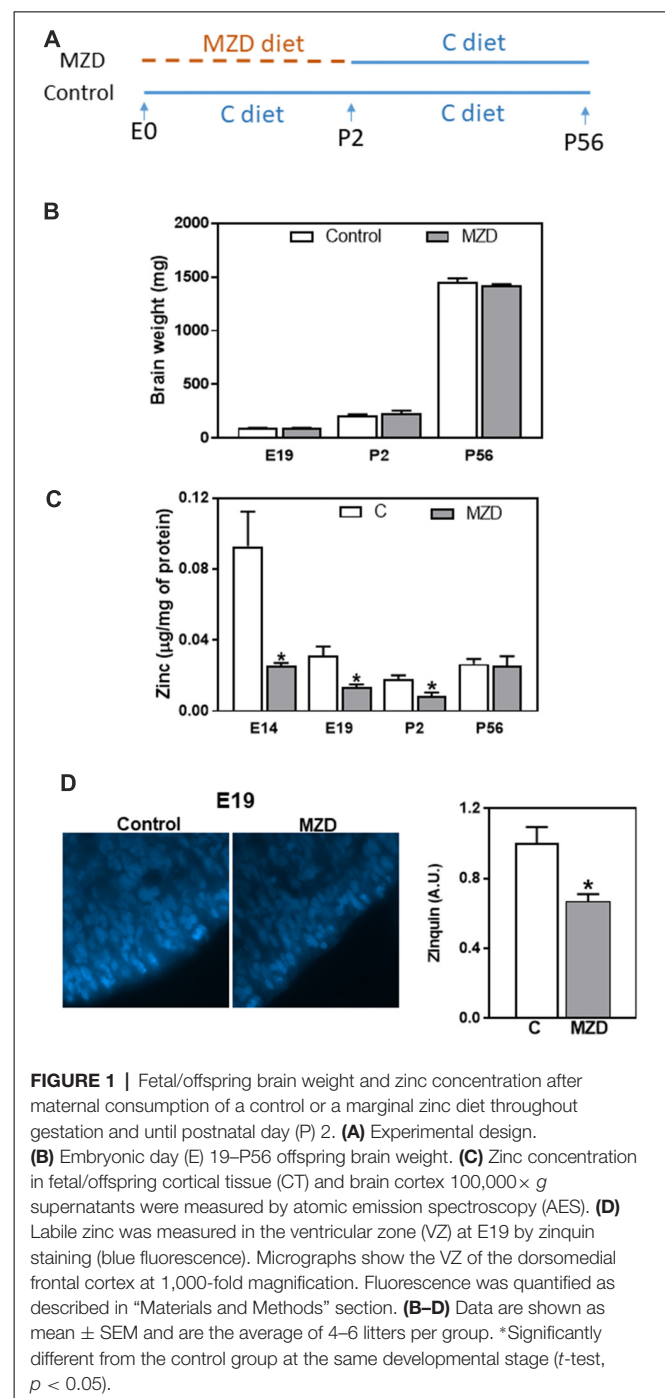 A
MZD diet
C diet
MZD
Control
C diet
C diet
E0
P2
P56
B
2000
Control
MZD
1500
1000
500
0
Brain weight (mg)
E19
P2
P56
C
0.12
C
MZD
0.08
0.04
0.00
Zinc (μg/mg of protein)
*
*
*
E14
E19
P2
P56
D
E19
Control
MZD
1.2
0.8
0.4
0.0
Zinquin (A.U.)
*
C
MZD
FIGURE 1 | Fetal/offspring brain weight and zinc concentration after
maternal consumption of a control or a marginal zinc diet throughout
gestation and until postnatal day (P) 2. (A) Experimental design.
(B) Embryonic day (E) 19–P56 offspring brain weight. (C) Zinc concentration
in fetal/offspring cortical tissue (CT) and brain cortex 100,000× g
supernatants were measured by atomic emission spectroscopy (AES). (D)
Labile zinc was measured in the ventricular zone (VZ) at E19 by zinquin
staining (blue fluorescence). Micrographs show the VZ of the dorsomedial
frontal cortex at 1,000-fold magnification. Fluorescence was quantified as
described in “Materials and Methods” section. (B–D) Data are shown as
mean ± SEM and are the average of 4–6 litters per group. *Significantly
different from the control group at the same developmental stage (t-test,
p < 0.05).